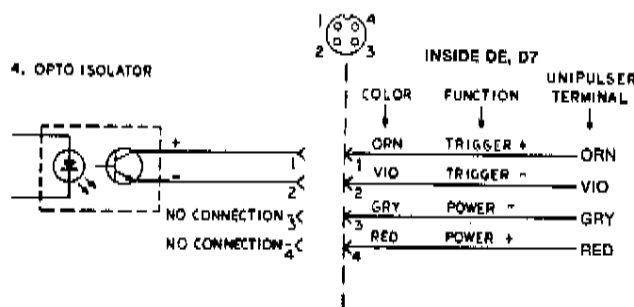 1 4
2 3
4. OPTO ISOLATOR
INSIDE DE, D7
COLOR FUNCTION UNIPULSER TERMINAL
+ 1 1 ORN TRIGGER + ORN
- 2 2 VIO TRIGGER - VIO
NO CONNECTION 3 3 GRY POWER - GRY
NO CONNECTION 4 4 RED POWER + RED